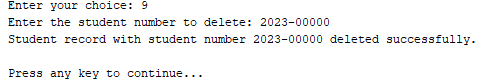 Enter your choice: 9
Enter the student number to delete: 2023-00000
Student record with student number 2023-00000 deleted successfully.
Press any key to continue...